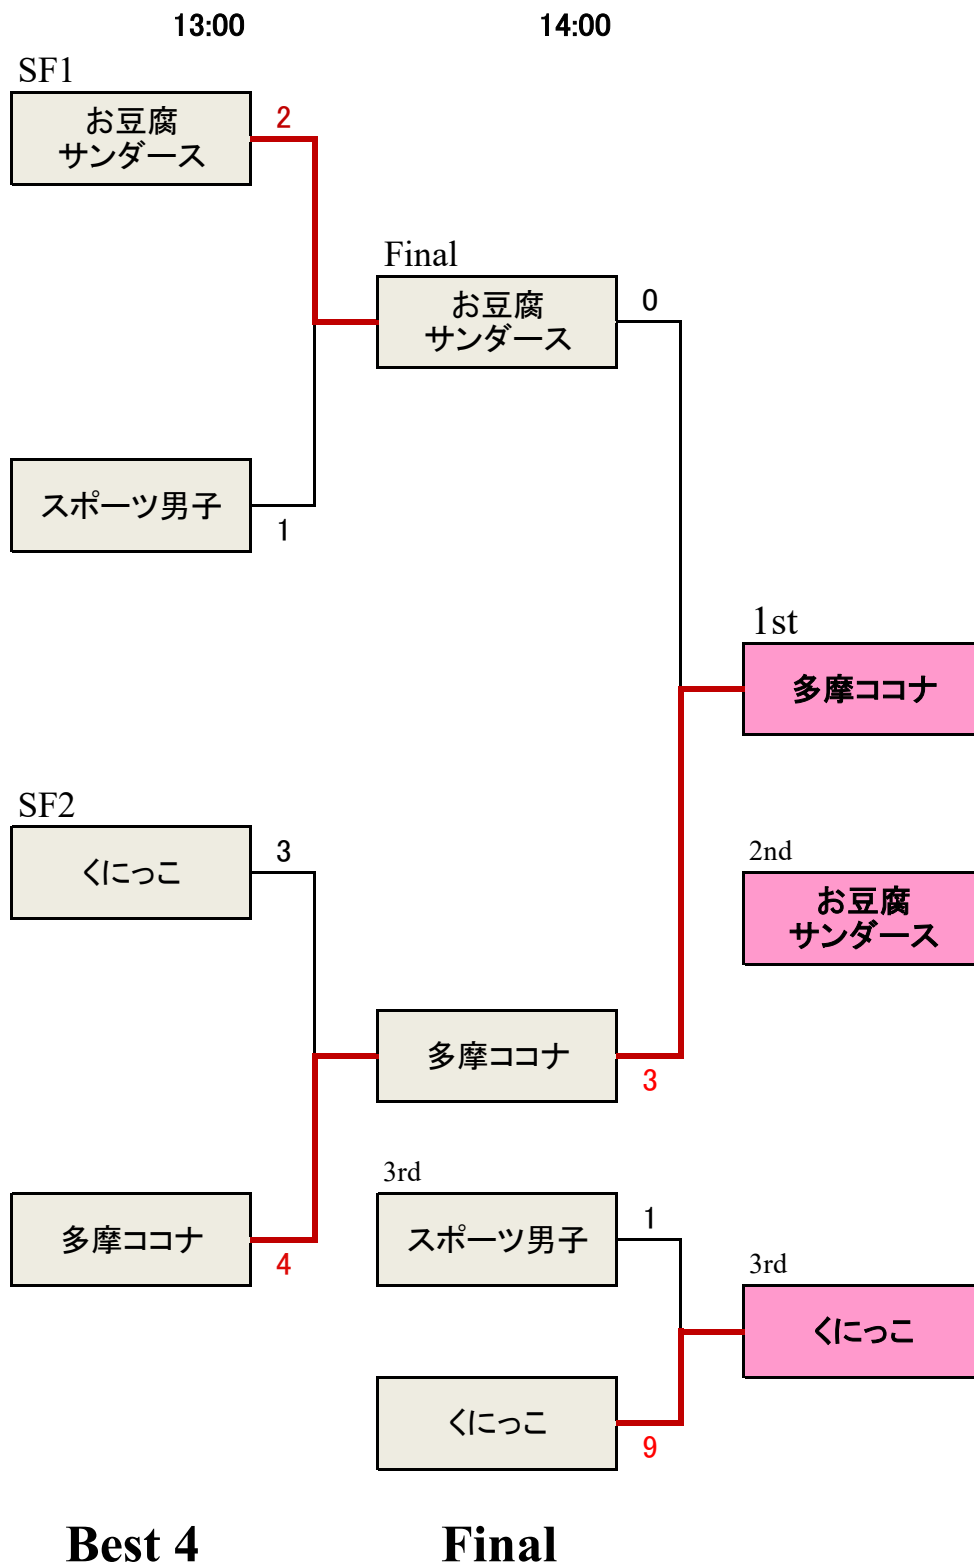 13:00
14:00
SF1
お豆腐
サンダース
2
Final
お豆腐
サンダース
0
スポーツ男子
1
1st
多摩ココナ
SF2
くにっこ
3
2nd
お豆腐
サンダース
多摩ココナ
3
3rd
スポーツ男子
1
多摩ココナ
4
3rd
くにっこ
くにっこ
9
Best 4
Final